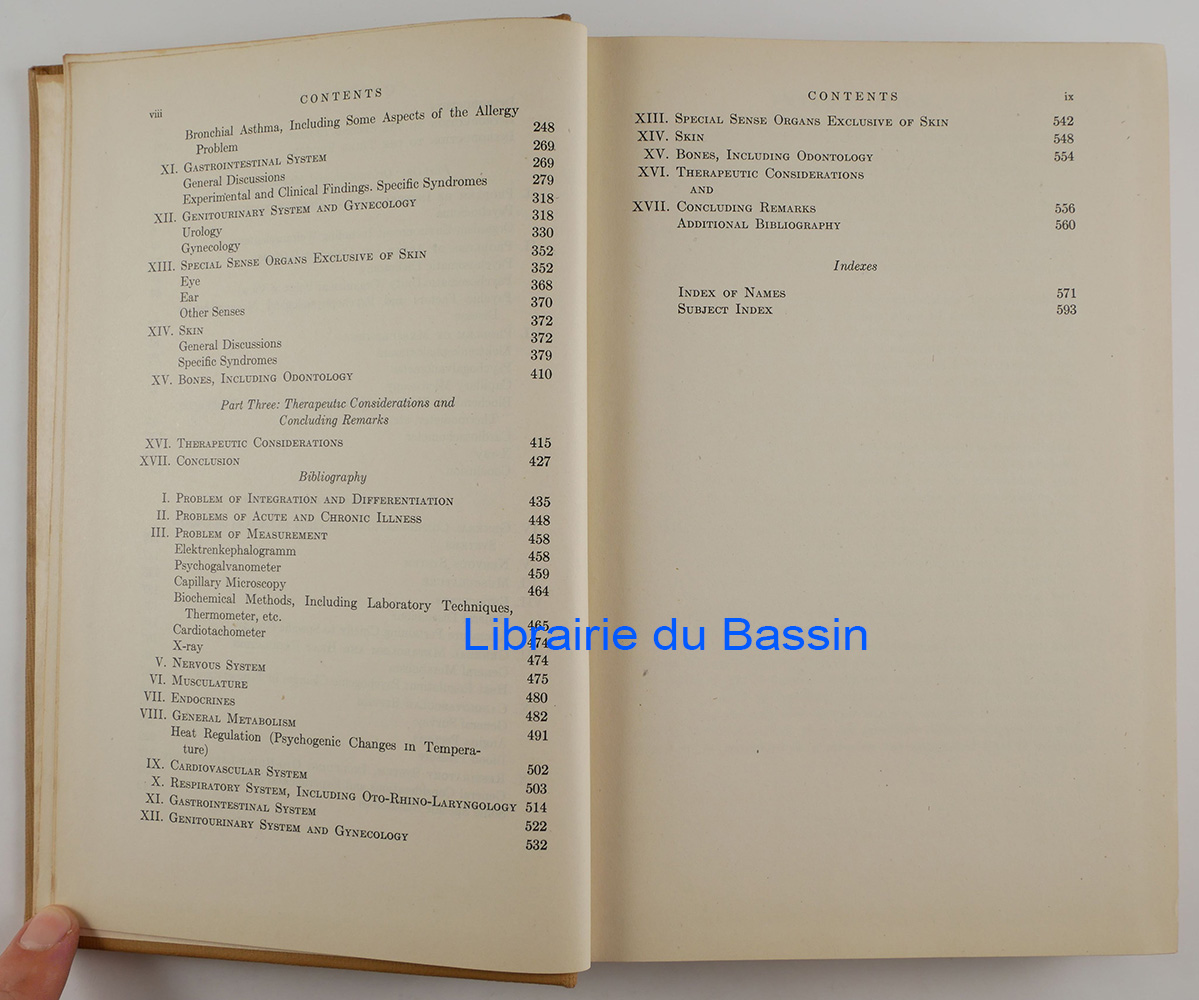 viii
CONTENTS
Bronchial Asthma, Including Some Aspects of the Allergy
Problem 248
XI. Gastrointestinal System 269
General Discussions 269
Experimental and Clinical Findings. Specific Syndromes 279
XII. Genitourinary System and Gynecology 318
Urology 318
Gynecology 330
XIII. Special Sense Organs Exclusive of Skin 352
Eye 352
Ear 368
Other Senses 370
XIV. Skin 372
General Discussions 372
Specific Syndromes 379
XV. Bones, Including Odontology 410
Part Three: Therapeutic Considerations and
Concluding Remarks
XVI. Therapeutic Considerations 415
XVII. Conclusion 427
Bibliography
I. Problem of Integration and Differentiation 435
II. Problems of Acute and Chronic Illness 448
III. Problem of Measurement 458
Elektrenkephalogramm 458
Psychogalvanometer 459
Capillary Microscopy 464
Biochemical Methods, Including Laboratory Techniques,
Thermometer, etc. 465
Cardiotachometer 474
X-ray 474
V. Nervous System 475
VI. Musculature 480
VII. Endocrines 482
VIII. General Metabolism 491
Heat Regulation (Psychogenic Changes in Tempera-
ture) 502
IX. Cardiovascular System 503
X. Respiratory System, Including Oto-Rhino-Laryngology 514
XI. Gastrointestinal System 522
XII. Genitourinary System and Gynecology 532
CONTENTS
ix
XIII. Special Sense Organs Exclusive of Skin 542
XIV. Skin 548
XV. Bones, Including Odontology 554
XVI. Therapeutic Considerations
and
XVII. Concluding Remarks 556
Additional Bibliography 560
Indexes
Index of Names 571
Subject Index 593
Librairie du Bassin